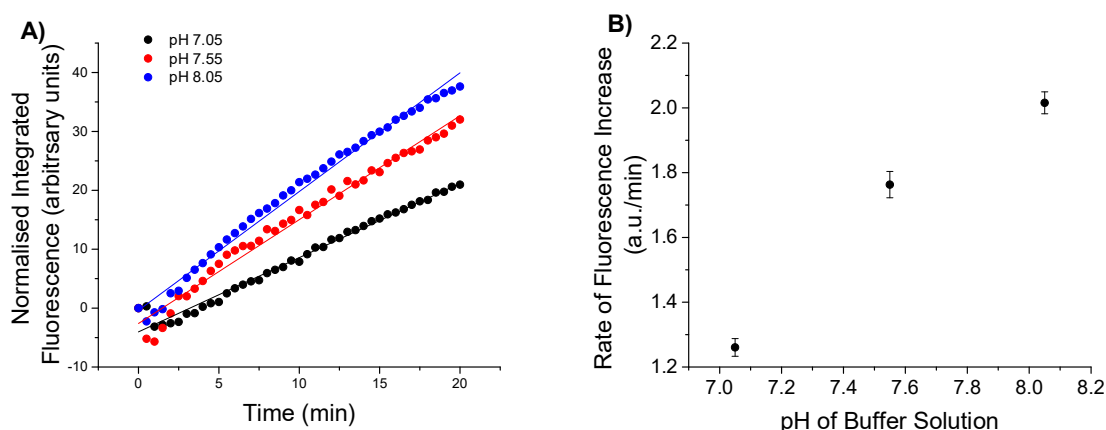 A)
pH 7.05
pH 7.55
pH 8.05
40
30
20
10
0
-10
0
5
10
15
20
Normalised Integrated
Fluorescence (arbitrsary units)
Time (min)
B)
2.2
2.0
1.8
1.6
1.4
1.2
7.0 7.2 7.4 7.6 7.8 8.0 8.2
Rate of Fluorescence Increase
(a.u./min)
pH of Buffer Solution